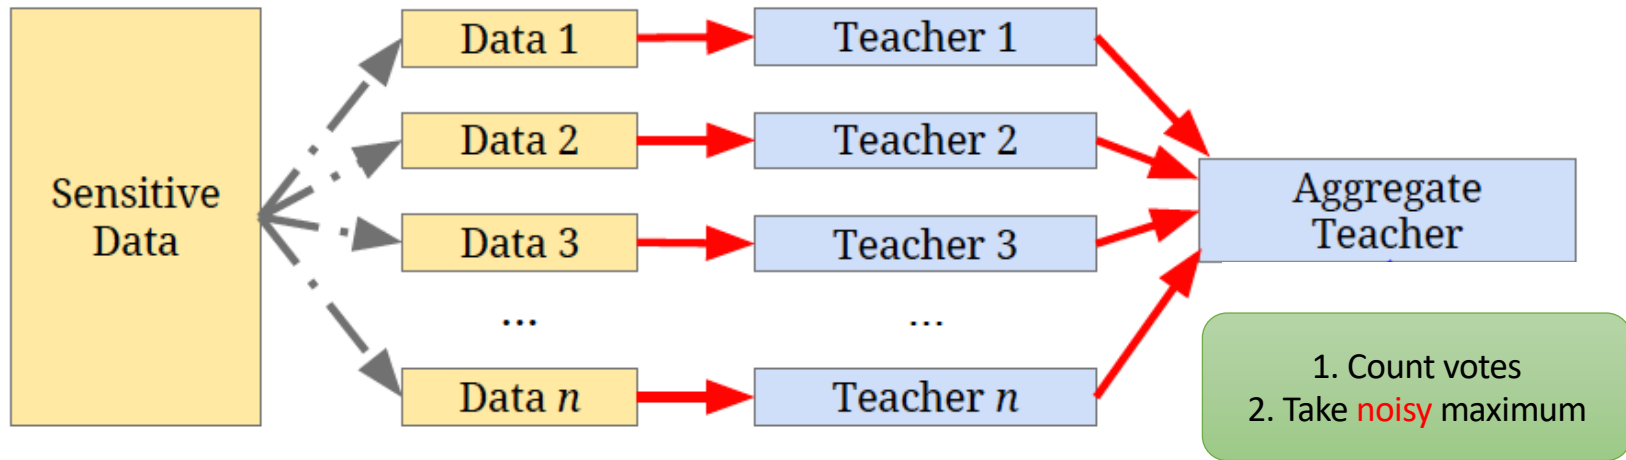 Sensitive
Data
Data 1
Teacher 1
Data 2
Teacher 2
Data 3
Teacher 3
...
...
Data n
Teacher n
Aggregate
Teacher
1. Count votes
2. Take noisy maximum